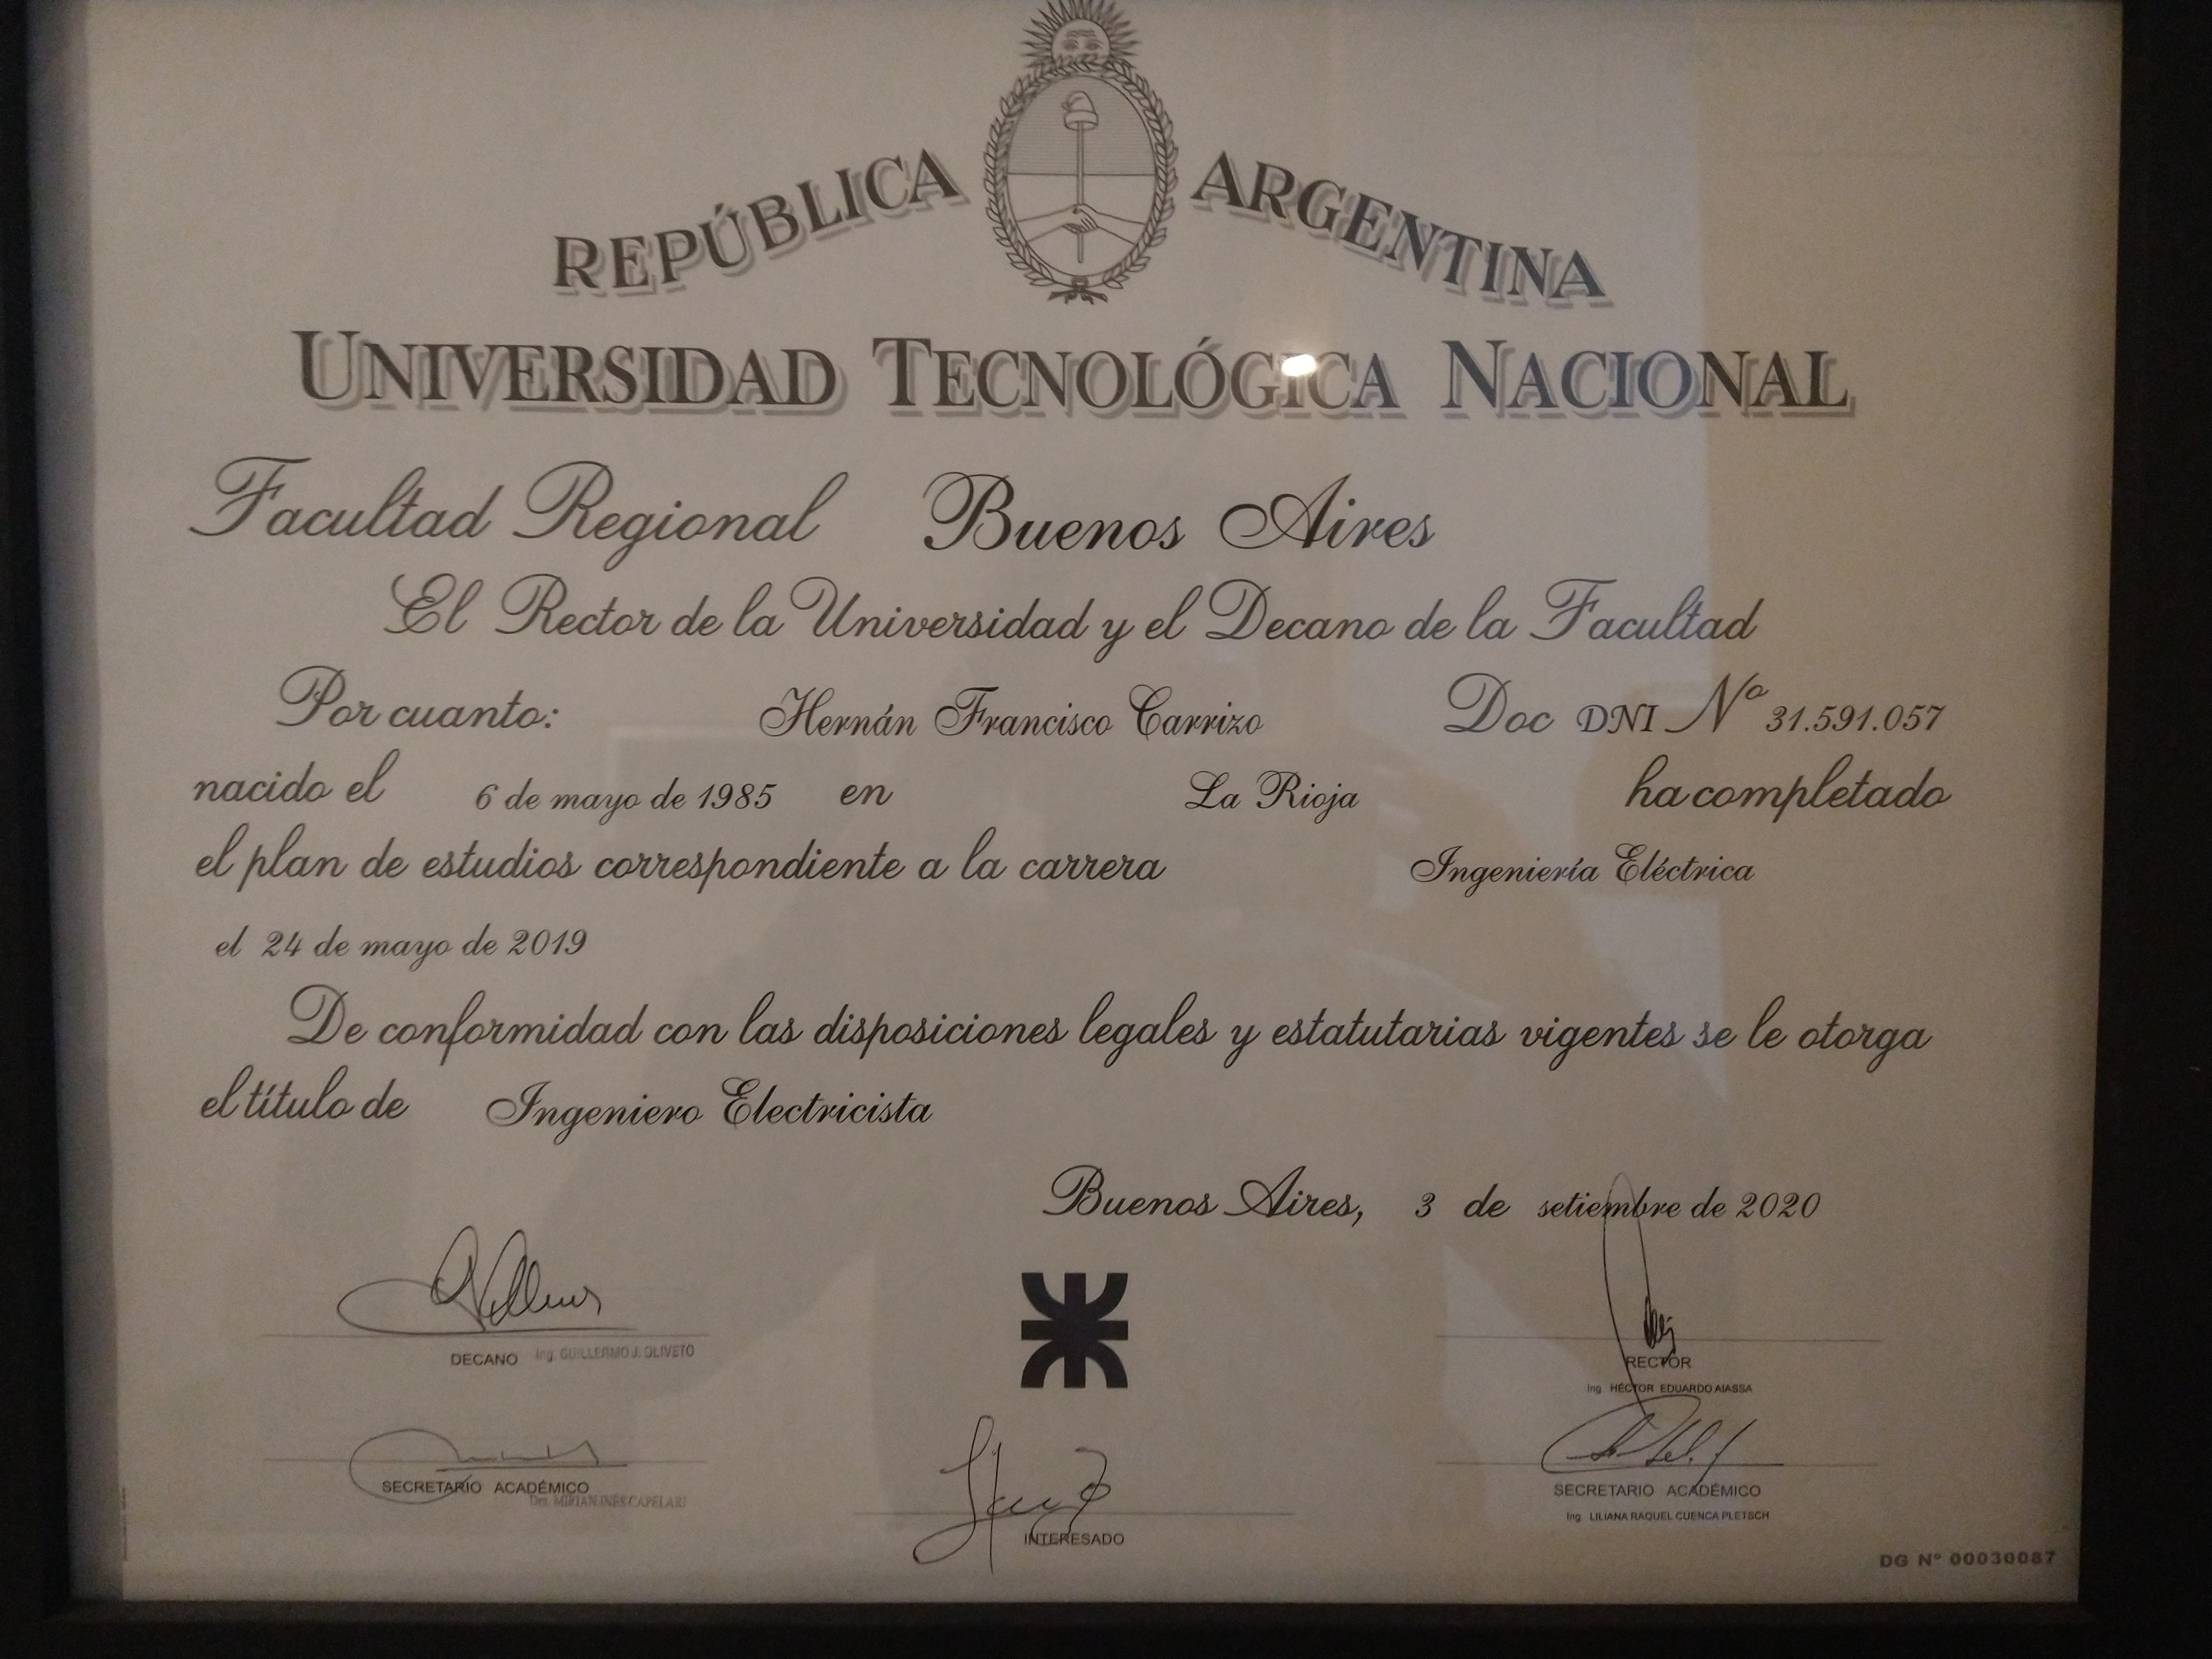 REPÚBLICA ARGENTINA
UNIVERSIDAD TECNOLÓGICA NACIONAL
Facultad Regional Buenos Aires
El Rector de la Universidad y el Decano de la Facultad
Por cuanto: Hernán Francisco Carrizo Doc DNI Nº 31.591.057
nacido el 6 de mayo de 1985 en La Rioja ha completado
el plan de estudios correspondiente a la carrera Ingeniería Eléctrica
el 24 de mayo de 2019
De conformidad con las disposiciones legales y estatutarias vigentes se le otorga
el título de Ingeniero Electricista
Buenos Aires, 3 de setiembre de 2020
DECANO Ing. GUILLERMO J. OLIVETO
RECTOR
Ing. HÉCTOR EDUARDO AIASSA
SECRETARIO ACADÉMICO
Dra. MIRIAN INÉS CAPELARI
INTERESADO
SECRETARIO ACADÉMICO
Ing. LILIANA RAQUEL CUENCA PLETSCH
DG Nº 00030087